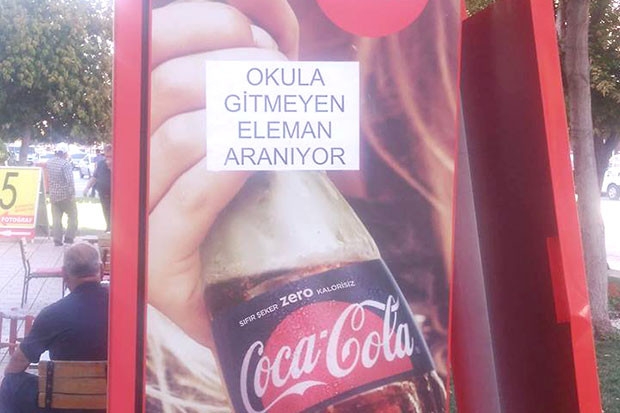 5
FOTOĞRAF
OKULA
GİTMEYEN
ELEMAN
ARANIYOR
SIFIR ŞEKER zero KALORİSİZ
Coca-Cola